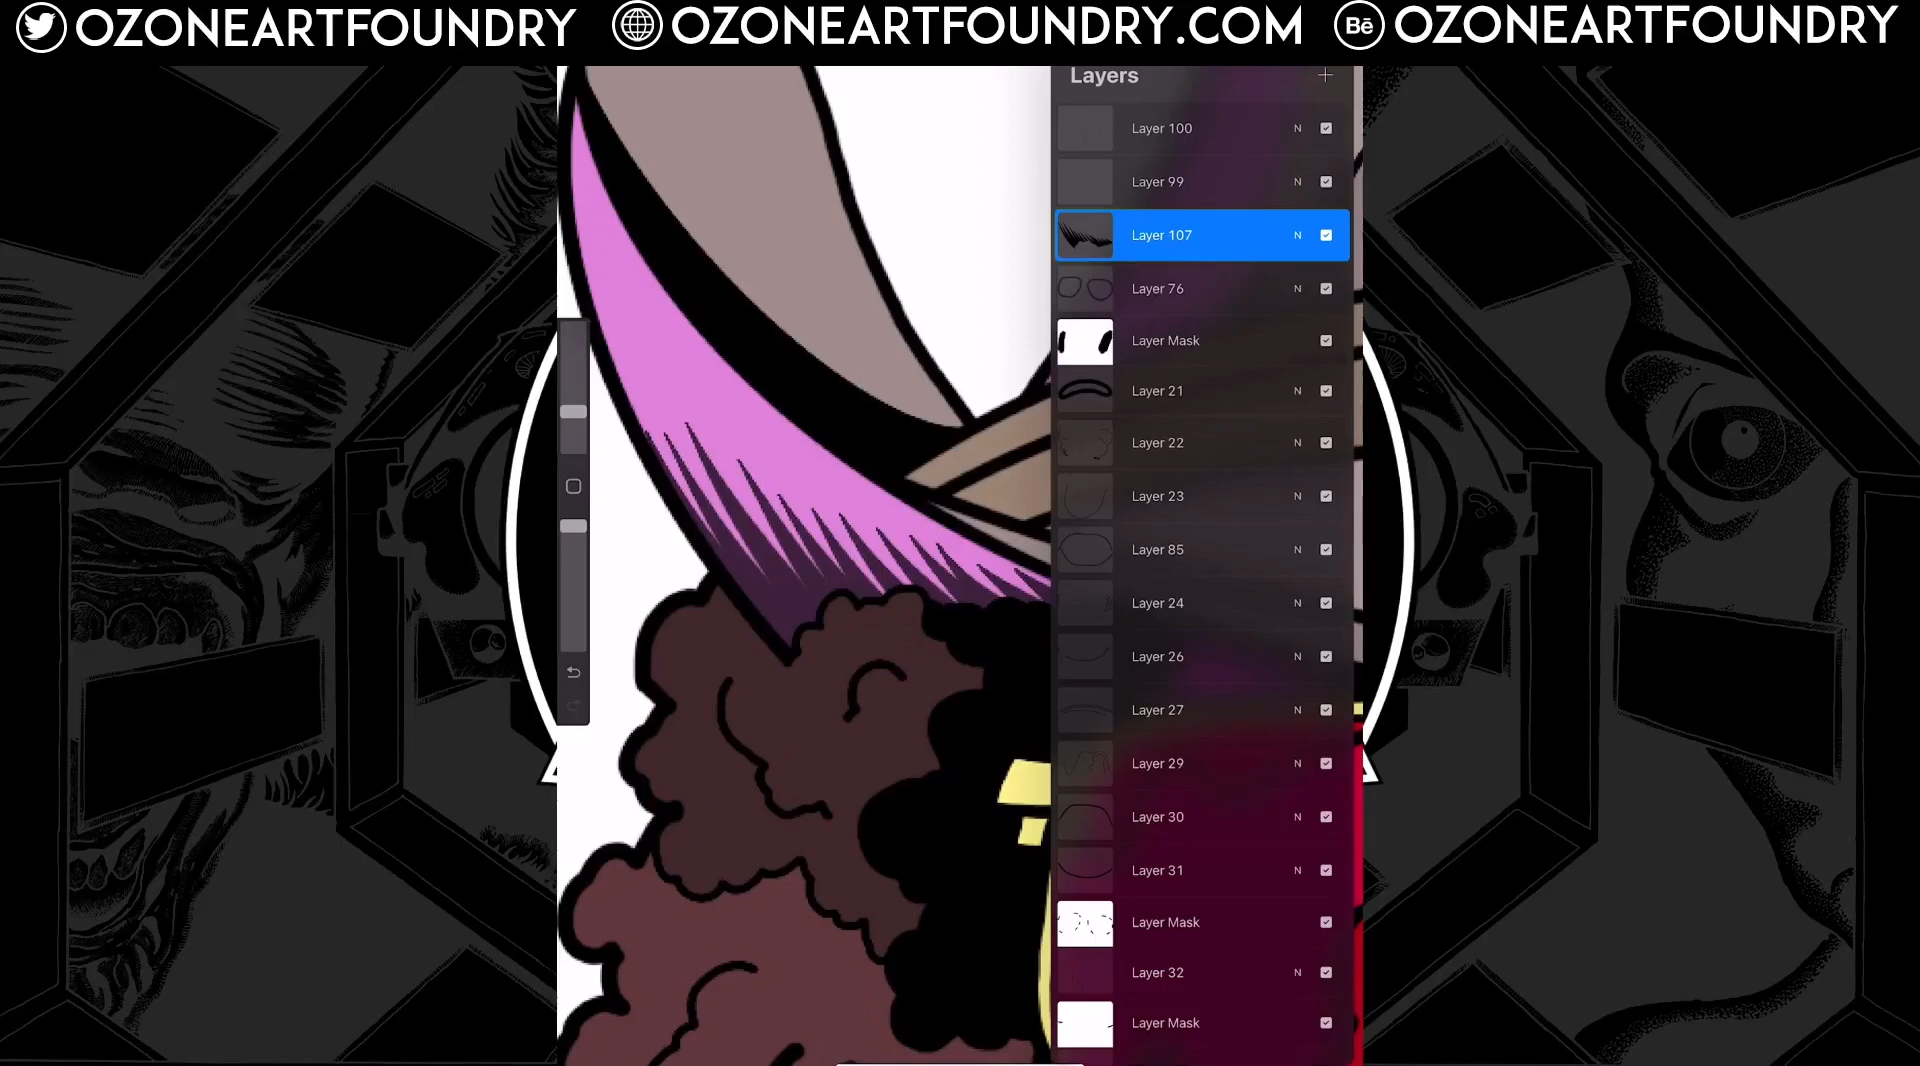 OZONEARTFOUNDRY OZONEARTFOUNDRY.COM Bē OZONEARTFOUNDRY
Layers
Layer 100 N
Layer 99 N
Layer 107 N
Layer 76 N
Layer Mask
Layer 21 N
Layer 22 N
Layer 23 N
Layer 85 N
Layer 24 N
Layer 26 N
Layer 27 N
Layer 29 N
Layer 30 N
Layer 31 N
Layer Mask
Layer 32 N
Layer Mask